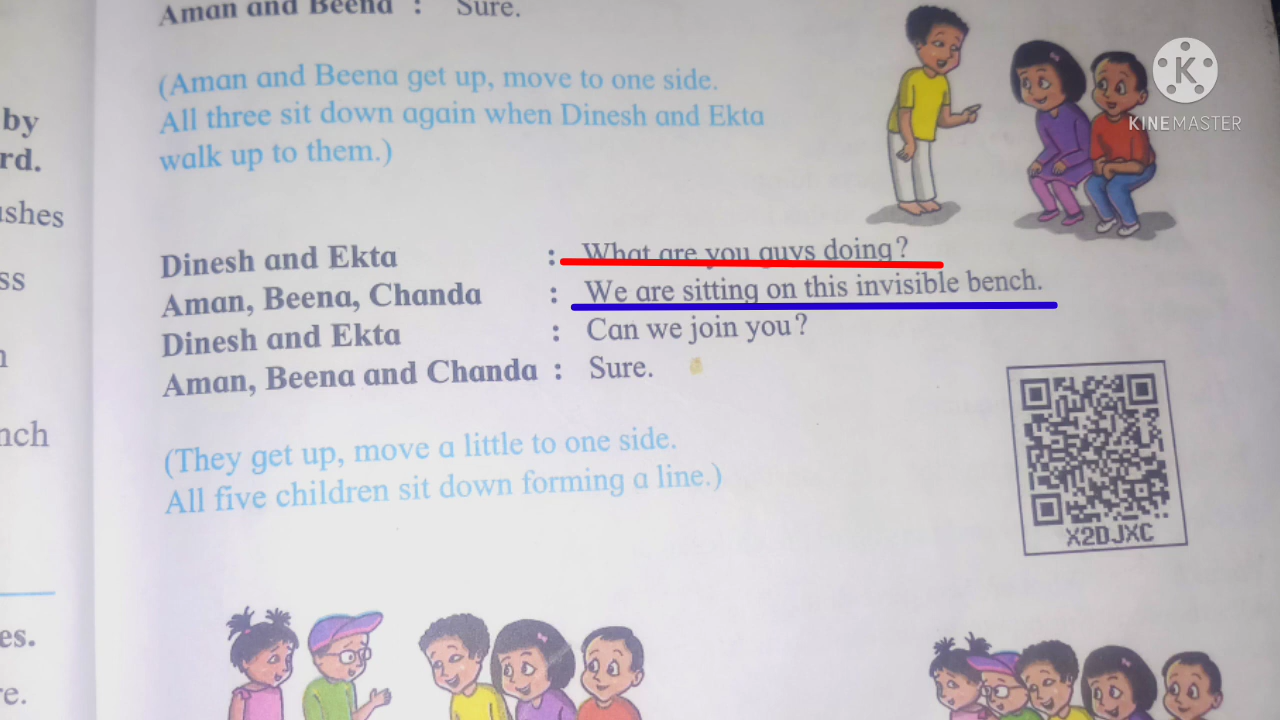 Aman and Beena : Sure.
(Aman and Beena get up, move to one side.
All three sit down again when Dinesh and Ekta
walk up to them.)
by
rd.
shes
ss
n
nch
es.
re.
Dinesh and Ekta : What are you guys doing?
Aman, Beena, Chanda : We are sitting on this invisible bench.
Dinesh and Ekta : Can we join you?
Aman, Beena and Chanda : Sure.
(They get up, move a little to one side.
All five children sit down forming a line.)
X2DJXC
K
KINEMASTER